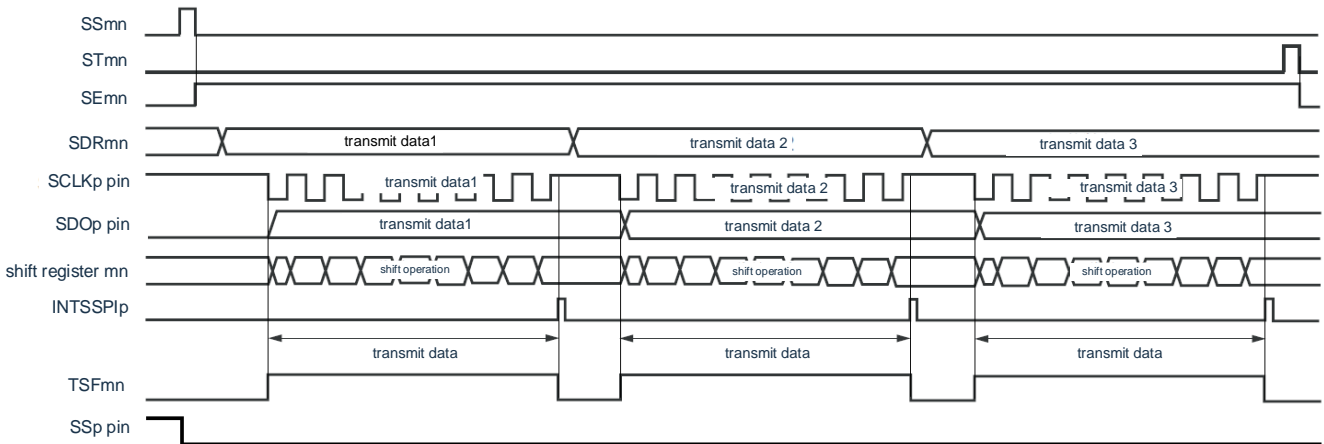 SSmn
STmn
SEmn
SDRmn transmit data1 transmit data 2 transmit data 3
SCLKp pin transmit data1 transmit data 2 transmit data 3
SDOp pin transmit data1 transmit data 2 transmit data 3
shift register mn shift operation shift operation shift operation
INTSSPIp
transmit data transmit data transmit data
TSFmn
SSp pin